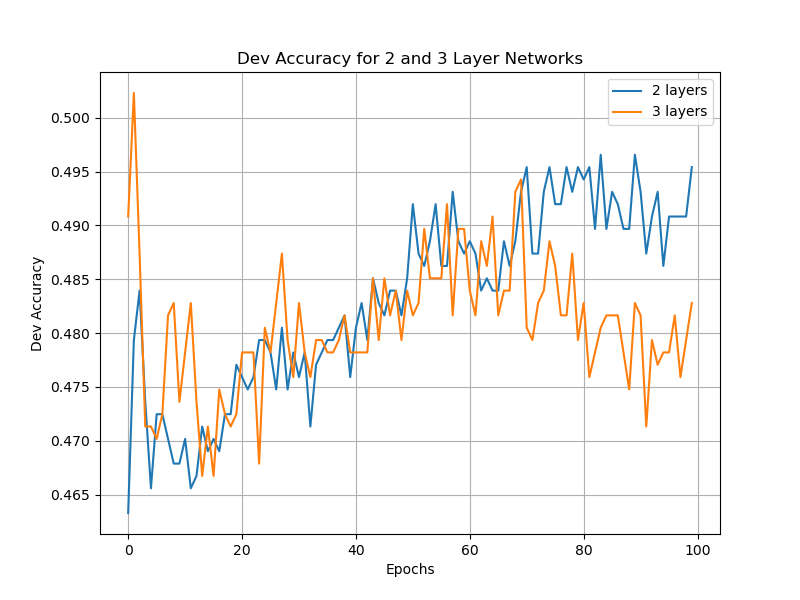 Dev Accuracy for 2 and 3 Layer Networks
2 layers
3 layers
Dev Accuracy
0.500
0.495
0.490
0.485
0.480
0.475
0.470
0.465
0 20 40 60 80 100
Epochs